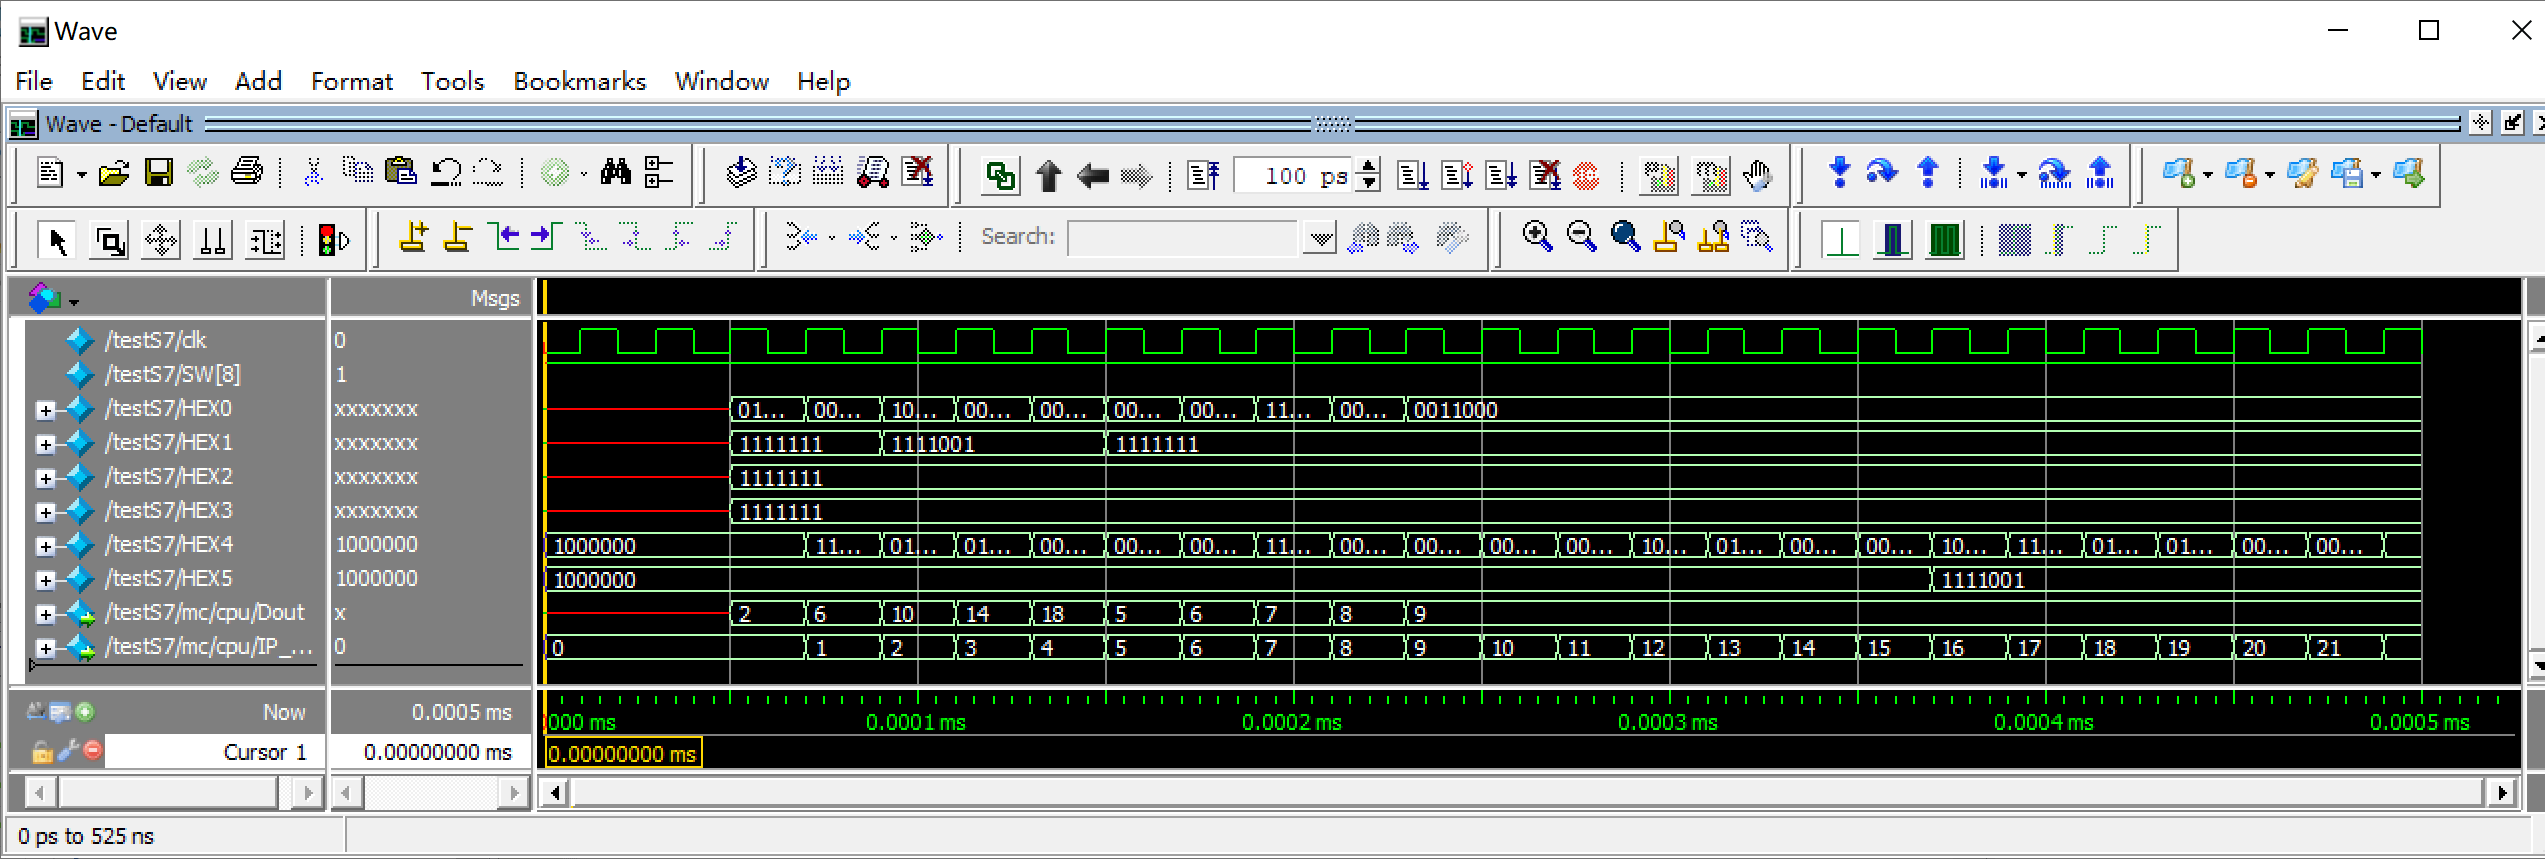 Wave
File Edit View Add Format Tools Bookmarks Window Help
Wave - Default
100 ps
Search:
Msgs
/testS7/clk 0
/testS7/SW[8] 1
/testS7/HEX0 xxxxxxx 01... 00... 10... 00... 00... 00... 00... 11... 00... 0011000
/testS7/HEX1 xxxxxxx 1111111 1111001 1111111
/testS7/HEX2 xxxxxxx 1111111
/testS7/HEX3 xxxxxxx 1111111
/testS7/HEX4 1000000 1000000 11... 01... 01... 00... 00... 00... 11... 00... 00... 00... 00... 10... 01... 00... 00... 10... 11... 01... 01... 00... 00...
/testS7/HEX5 1000000 1000000 1111001
/testS7/mc/cpu/Dout x 2 6 10 14 18 5 6 7 8 9
/testS7/mc/cpu/IP_... 0 0 1 2 3 4 5 6 7 8 9 10 11 12 13 14 15 16 17 18 19 20 21
Now 0.0005 ms 000 ms 0.0001 ms 0.0002 ms 0.0003 ms 0.0004 ms 0.0005 ms
Cursor 1 0.00000000 ms 0.00000000 ms
0 ps to 525 ns